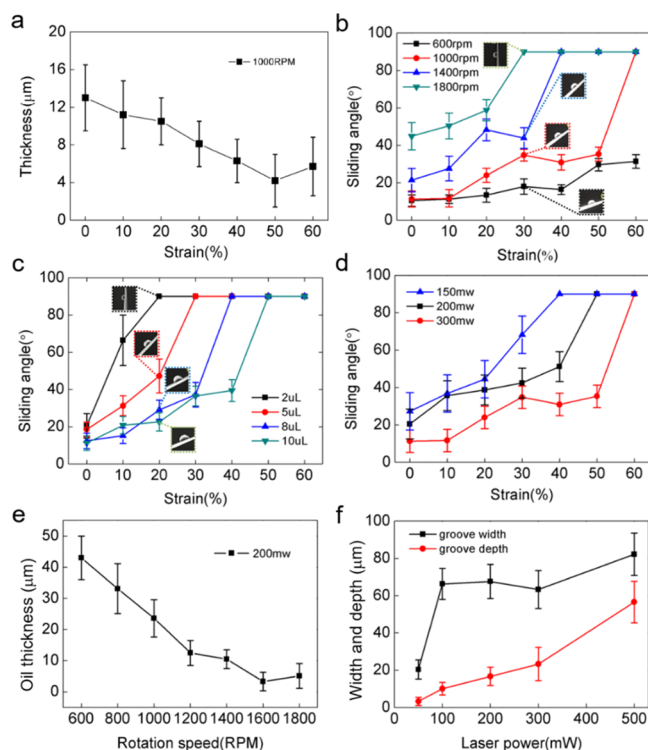 a
16
12
8
4
0
Thickness(μm)
1000RPM
0 10 20 30 40 50 60
Strain(%)
b
100
80
60
40
20
0
Sliding angle(°)
600rpm
1000rpm
1400rpm
1800rpm
0 10 20 30 40 50 60
Strain(%)
c
100
80
60
40
20
0
Sliding angle(°)
2uL
5uL
8uL
10uL
0 10 20 30 40 50 60
Strain(%)
d
100
80
60
40
20
0
Sliding angle(°)
150mw
200mw
300mw
0 10 20 30 40 50 60
Strain(%)
e
50
40
30
20
10
0
Oil thickness (μm)
200mw
600 800 1000 1200 1400 1600 1800
Rotation speed(RPM)
f
100
80
60
40
20
0
Width and depth (μm)
groove width
groove depth
0 100 200 300 400 500
Laser power(mW)